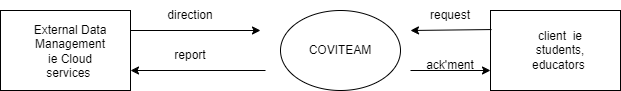 External Data
Management
ie Cloud
services
direction
report
COVITEAM
request
ack'ment
client ie
students,
educators